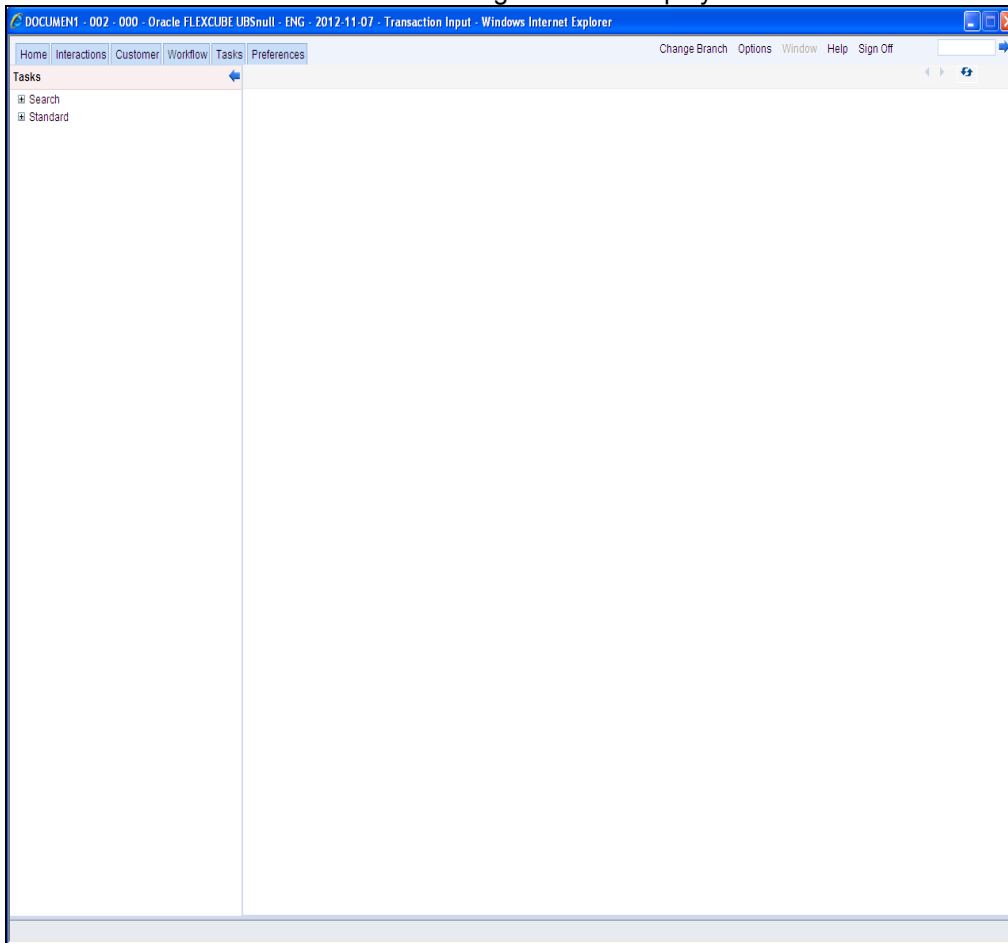 DOCUMEN1 - 002 - 000 - Oracle FLEXCUBE UBSnull - ENG - 2012-11-07 - Transaction Input - Windows Internet Explorer
Home Interactions Customer Workflow Tasks Preferences Change Branch Options Window Help Sign Off
Tasks
Search
Standard